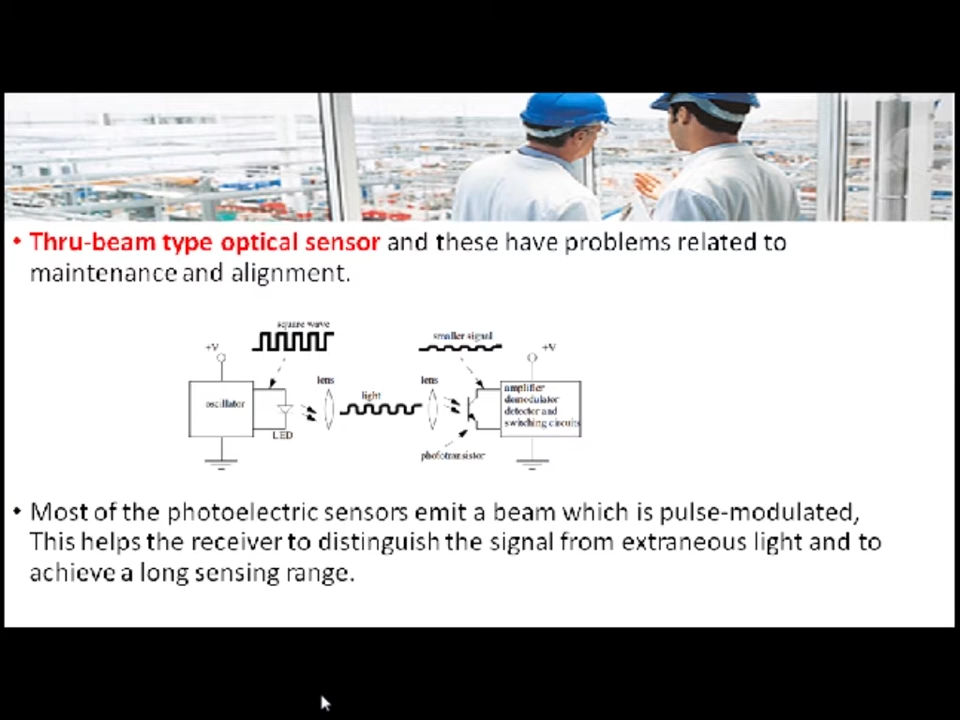 • Thru-beam type optical sensor and these have problems related to
maintenance and alignment.
square wave
smaller signal
+V
+V
lens
lens
light
oscillator
amplifier
demodulator
detector and
switching circuits
LED
phototransistor
• Most of the photoelectric sensors emit a beam which is pulse-modulated,
This helps the receiver to distinguish the signal from extraneous light and to
achieve a long sensing range.